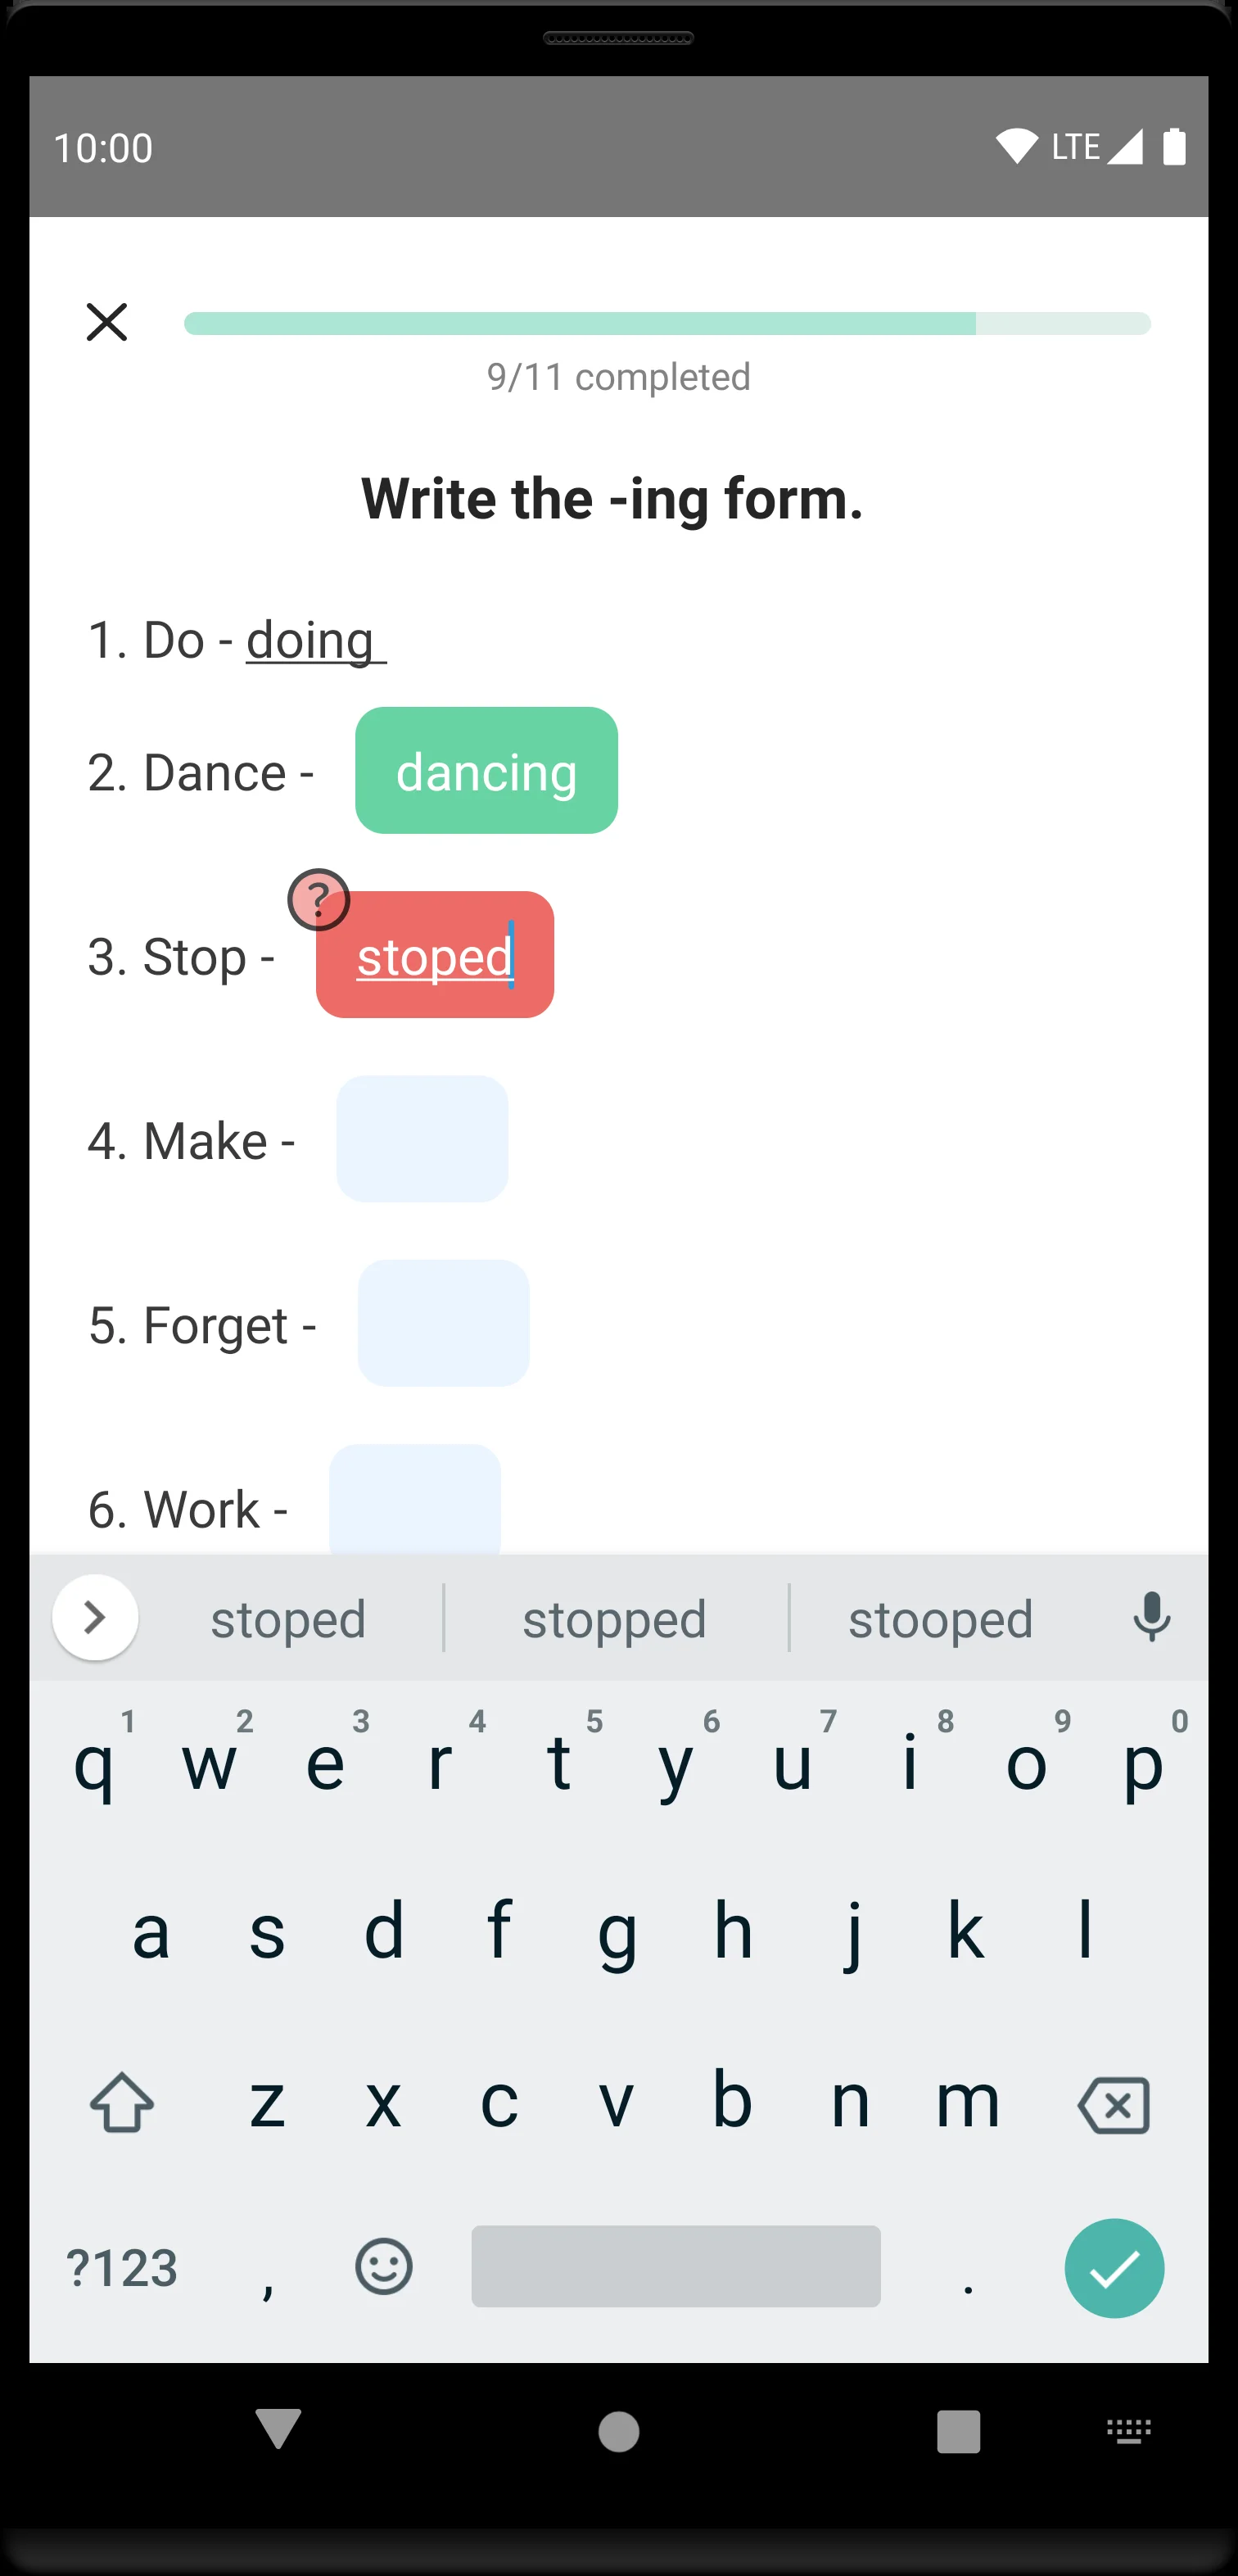 10:00 LTE
9/11 completed
Write the -ing form.
1. Do - doing
2. Dance - dancing
?
3. Stop - stoped
4. Make -
5. Forget -
6. Work -
stoped stopped stooped
1 2 3 4 5 6 7 8 9 0
q w e r t y u i o p
a s d f g h j k l
z x c v b n m
?123 , .